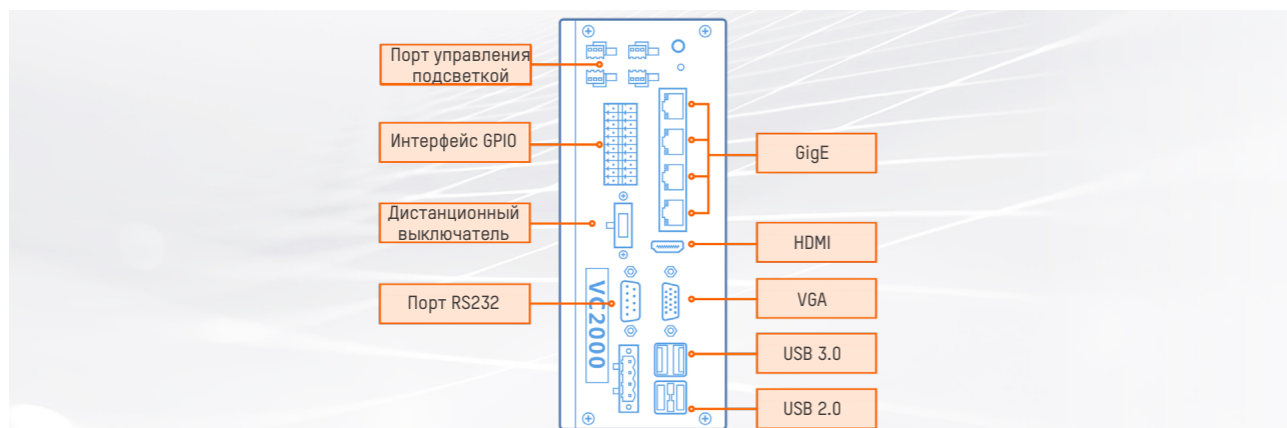 Порт управления
подсветкой
Интерфейс GPIO
Дистанционный
выключатель
Порт RS232
VC2000
GigE
HDMI
VGA
USB 3.0
USB 2.0